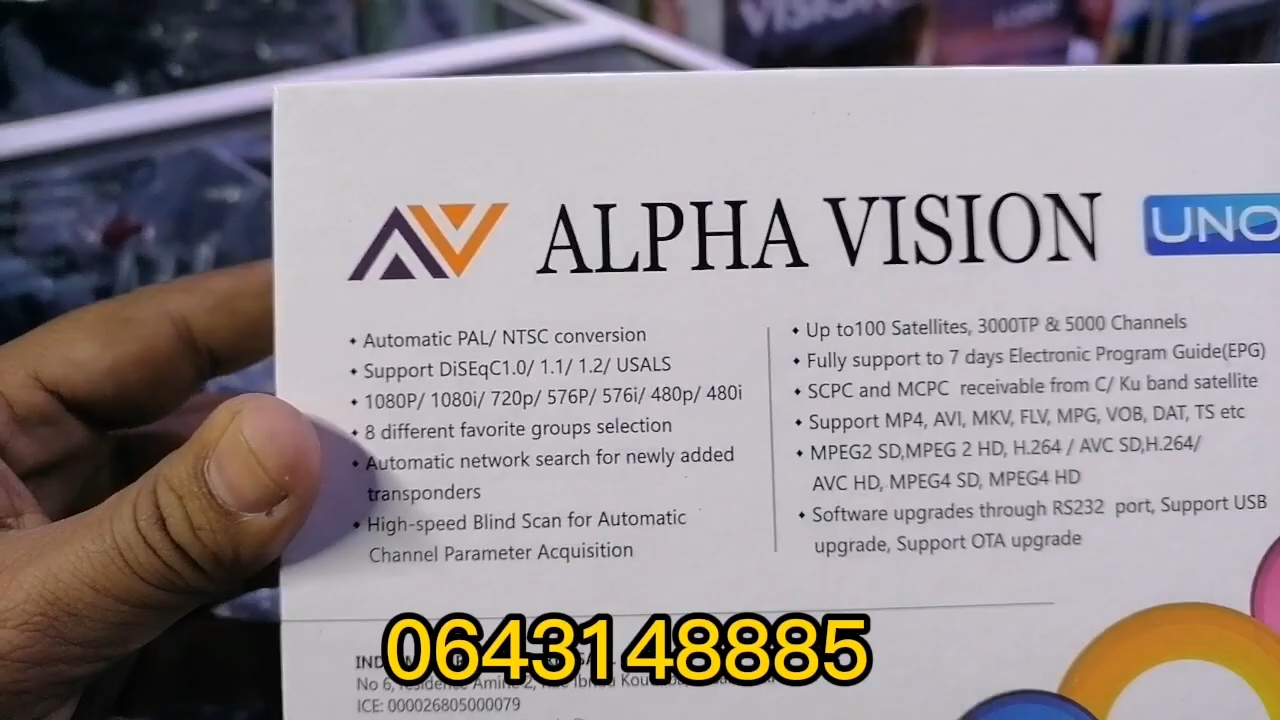 VISION
ALPHA VISION UNO
• Automatic PAL/ NTSC conversion
• Support DiSEqC1.0/ 1.1/ 1.2/ USALS
• 1080P/ 1080i/ 720p/ 576P/ 576i/ 480p/ 480i
• 8 different favorite groups selection
• Automatic network search for newly added
transponders
• High-speed Blind Scan for Automatic
Channel Parameter Acquisition
• Up to100 Satellites, 3000TP & 5000 Channels
• Fully support to 7 days Electronic Program Guide(EPG)
• SCPC and MCPC receivable from C/ Ku band satellite
• Support MP4, AVI, MKV, FLV, MPG, VOB, DAT, TS etc
• MPEG2 SD,MPEG 2 HD, H.264 / AVC SD,H.264/
AVC HD, MPEG4 SD, MPEG4 HD
• Software upgrades through RS232 port, Support USB
upgrade, Support OTA upgrade
0643148885
No 6, residence Amine 2,
ICE: 000026805000079